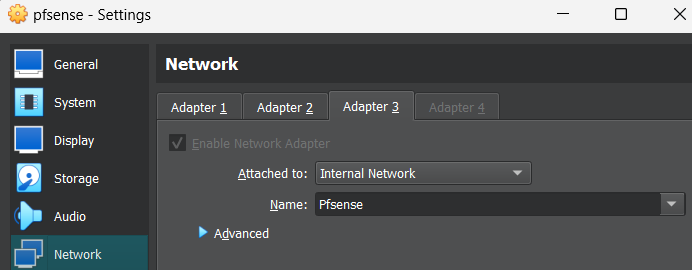 pfsense - Settings
General
System
Display
Storage
Audio
Network
Network
Adapter 1 Adapter 2 Adapter 3 Adapter 4
Enable Network Adapter
Attached to: Internal Network
Name: Pfsense
Advanced